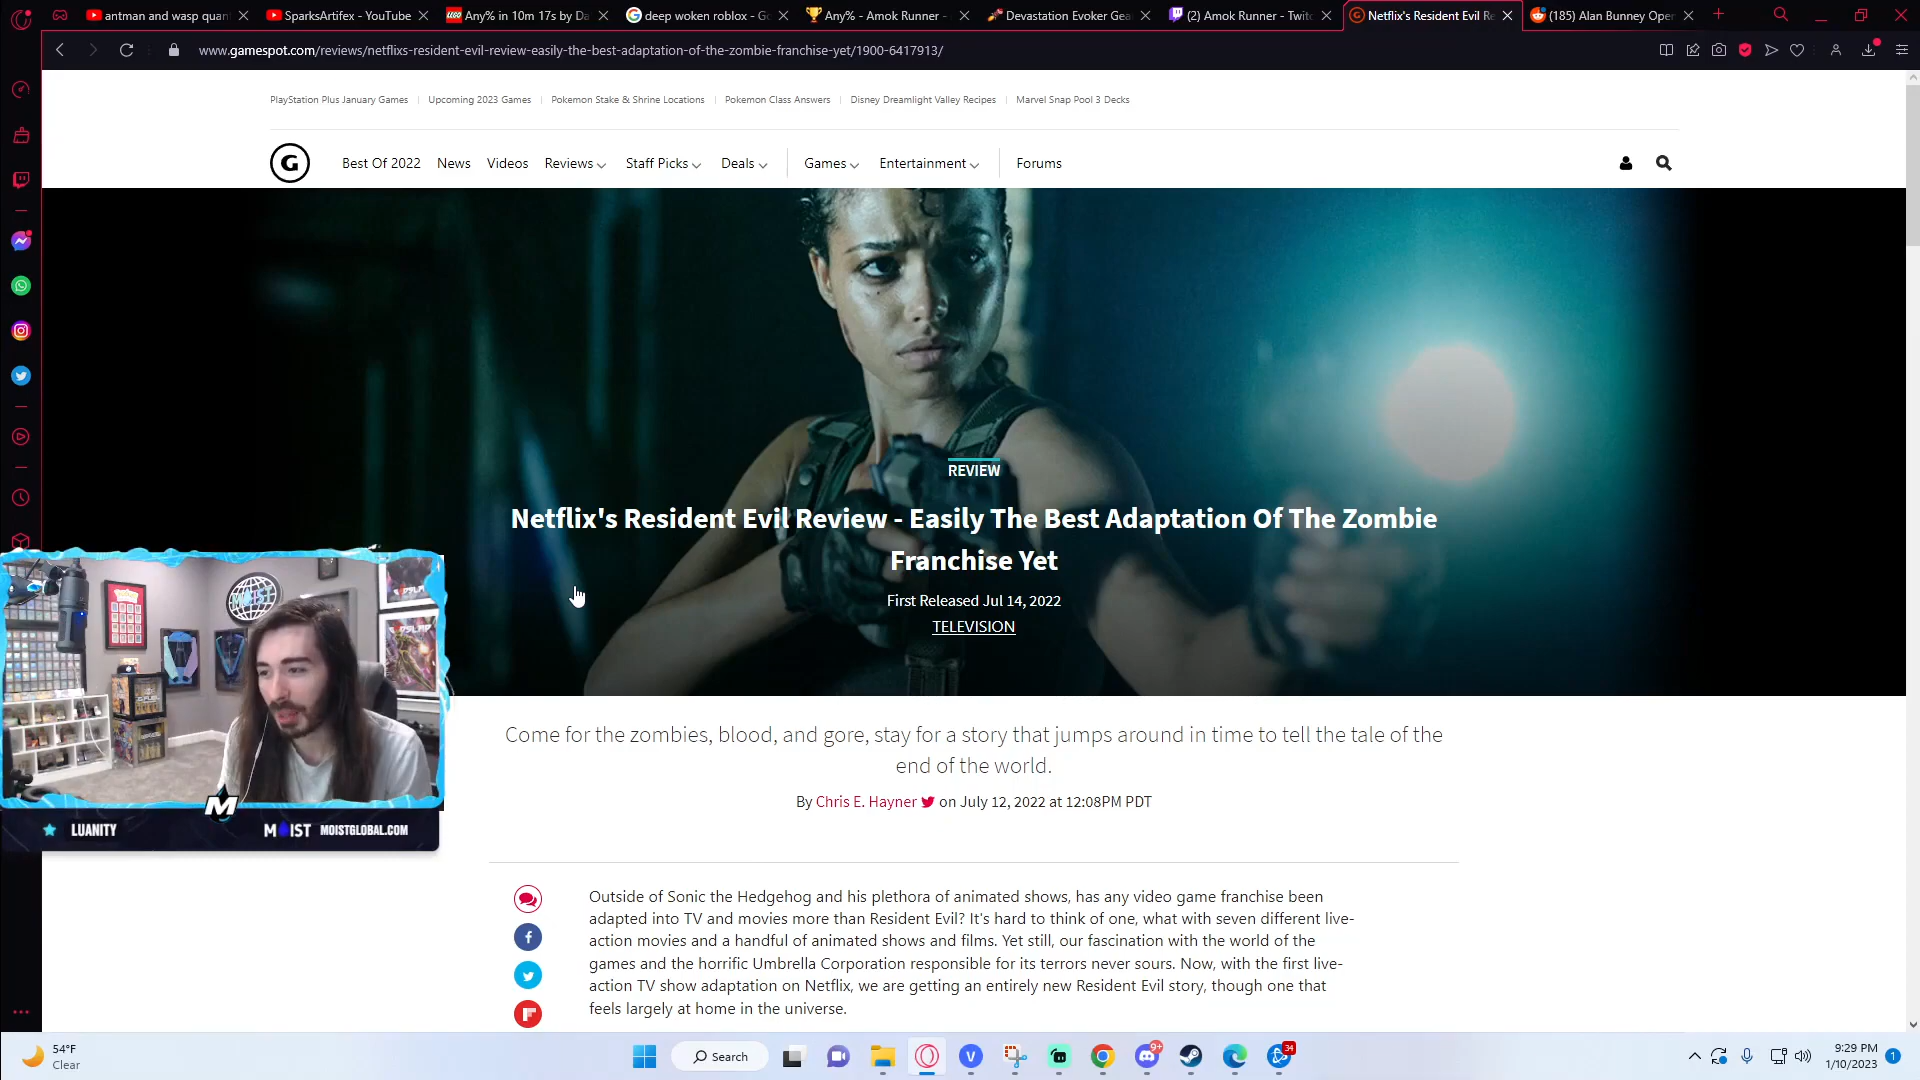 antman and wasp quan
SparksArtifex - YouTube
Any% in 10m 17s by Da
deep woken roblox - Go
Any% - Amok Runner -
Devastation Evoker Gea
(2) Amok Runner - Twitc
Netflix's Resident Evil Re
(185) Alan Bunney Oper
www.gamespot.com/reviews/netflixs-resident-evil-review-easily-the-best-adaptation-of-the-zombie-franchise-yet/1900-6417913/
PlayStation Plus January Games
Upcoming 2023 Games
Pokemon Stake & Shrine Locations
Pokemon Class Answers
Disney Dreamlight Valley Recipes
Marvel Snap Pool 3 Decks
G
Best Of 2022
News
Videos
Reviews
Staff Picks
Deals
Games
Entertainment
Forums
REVIEW
Netflix's Resident Evil Review - Easily The Best Adaptation Of The Zombie
Franchise Yet
First Released Jul 14, 2022
TELEVISION
Come for the zombies, blood, and gore, stay for a story that jumps around in time to tell the tale of the
end of the world.
By Chris E. Hayner on July 12, 2022 at 12:08PM PDT
MOIST
M
LUANITY
MOIST
MOISTGLOBAL.COM
Outside of Sonic the Hedgehog and his plethora of animated shows, has any video game franchise been
adapted into TV and movies more than Resident Evil? It's hard to think of one, what with seven different live-
action movies and a handful of animated shows and films. Yet still, our fascination with the world of the
games and the horrific Umbrella Corporation responsible for its terrors never sours. Now, with the first live-
action TV show adaptation on Netflix, we are getting an entirely new Resident Evil story, though one that
feels largely at home in the universe.
54°F
Clear
Search
9+
34
9:29 PM
1/10/2023
1